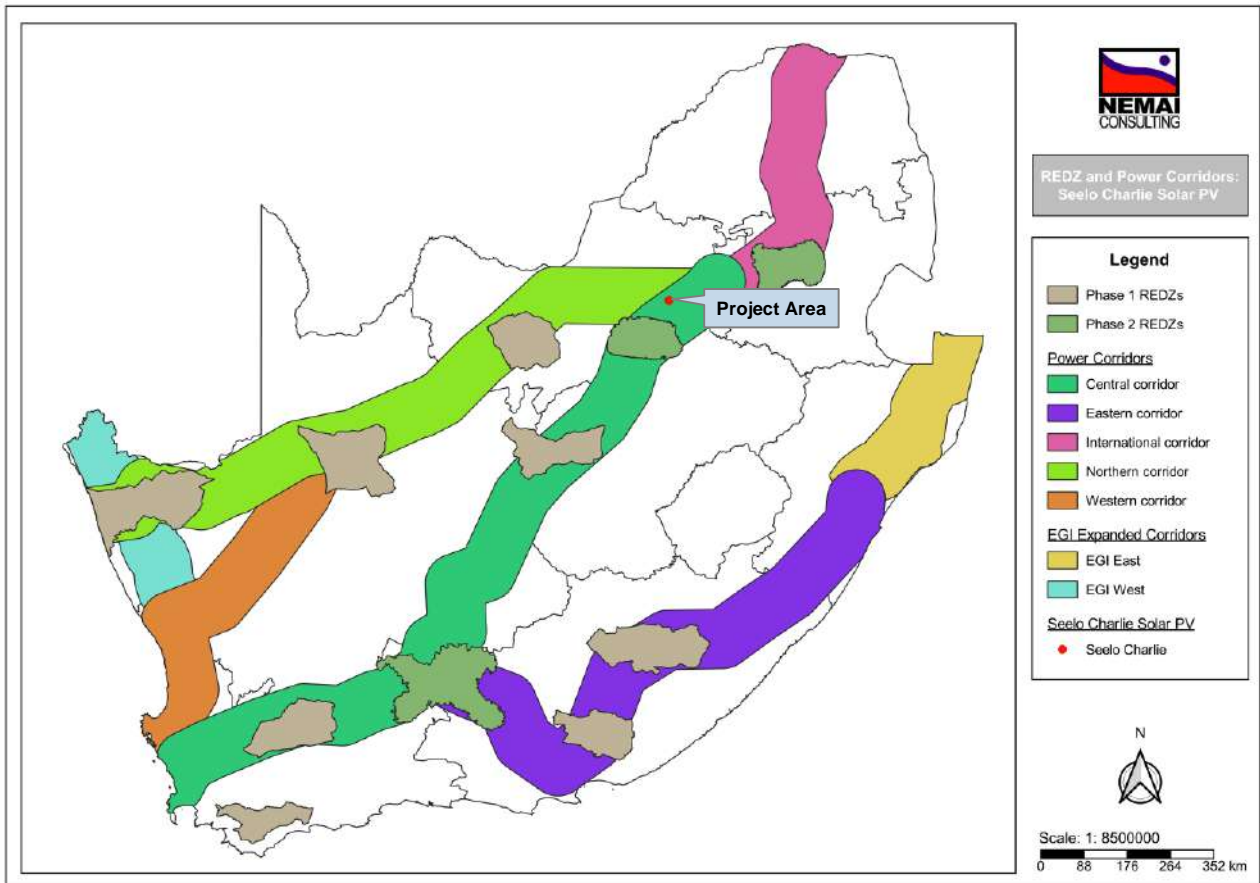 Project Area
NEMAI
CONSULTING
REDZ and Power Corridors:
Seelo Charlie Solar PV
Legend
Phase 1 REDZs
Phase 2 REDZs
Power Corridors
Central corridor
Eastern corridor
International corridor
Northern corridor
Western corridor
EGI Expanded Corridors
EGI East
EGI West
Seelo Charlie Solar PV
Seelo Charlie
N
Scale: 1: 8500000
0 88 176 264 352 km